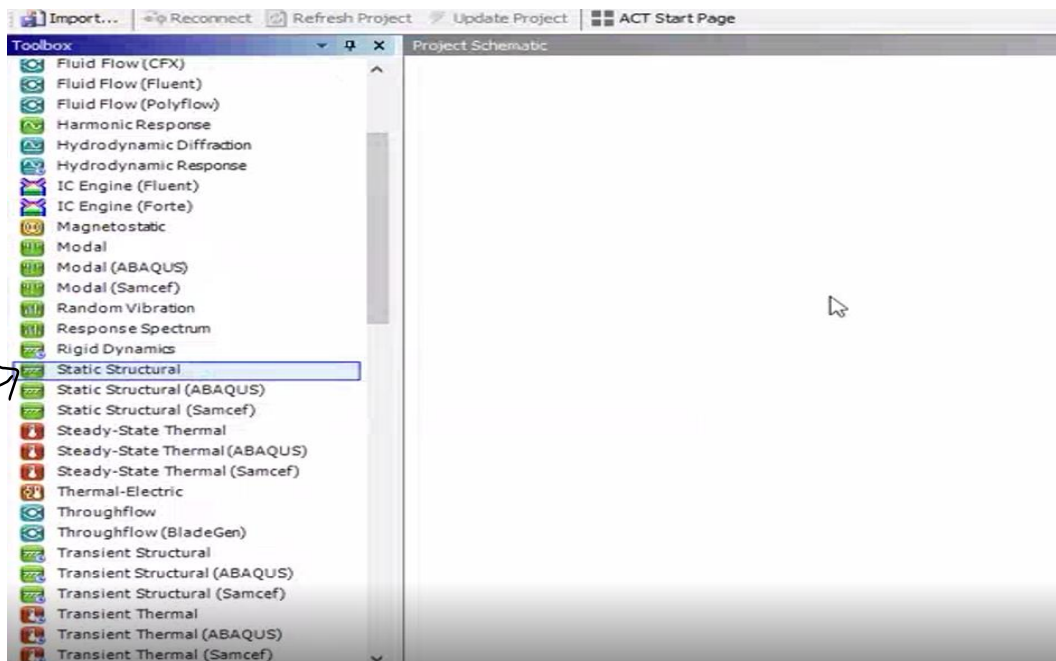 Import... Reconnect Refresh Project Update Project ACT Start Page
Toolbox
Project Schematic
Fluid Flow (CFX)
Fluid Flow (Fluent)
Fluid Flow (Polyflow)
Harmonic Response
Hydrodynamic Diffraction
Hydrodynamic Response
IC Engine (Fluent)
IC Engine (Forte)
Magnetostatic
Modal
Modal (ABAQUS)
Modal (Samcef)
Random Vibration
Response Spectrum
Rigid Dynamics
Static Structural
Static Structural (ABAQUS)
Static Structural (Samcef)
Steady-State Thermal
Steady-State Thermal (ABAQUS)
Steady-State Thermal (Samcef)
Thermal-Electric
Throughflow
Throughflow (BladeGen)
Transient Structural
Transient Structural (ABAQUS)
Transient Structural (Samcef)
Transient Thermal
Transient Thermal (ABAQUS)
Transient Thermal (Samcef)